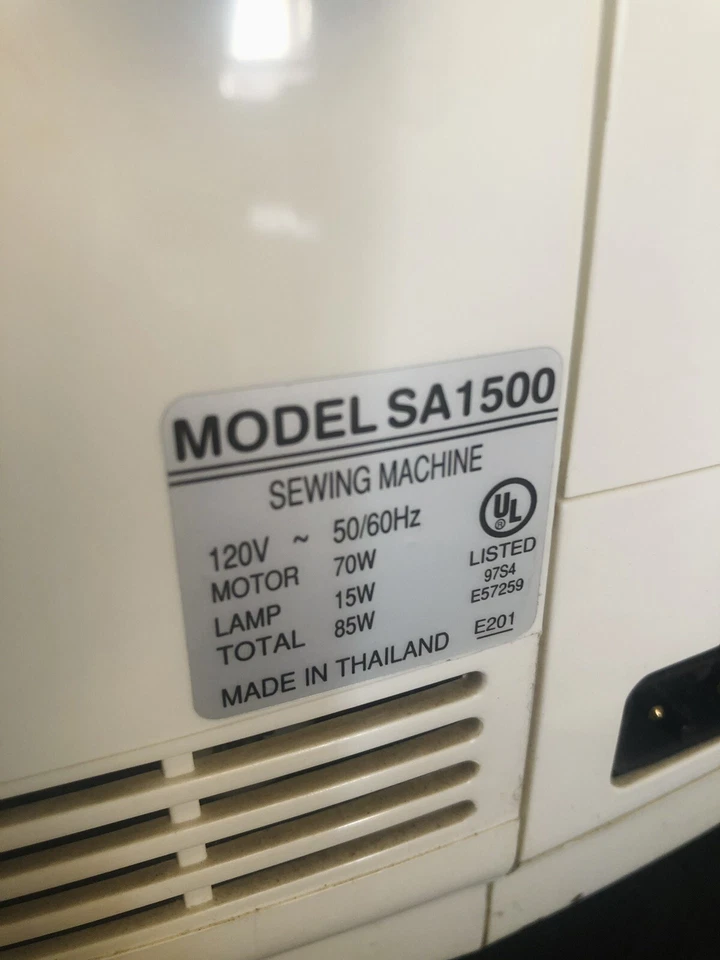 MODEL SA1500
SEWING MACHINE
120V ~ 50/60Hz
MOTOR 70W
LAMP 15W
TOTAL 85W
MADE IN THAILAND
UL
®
LISTED
97S4
E57259
E201